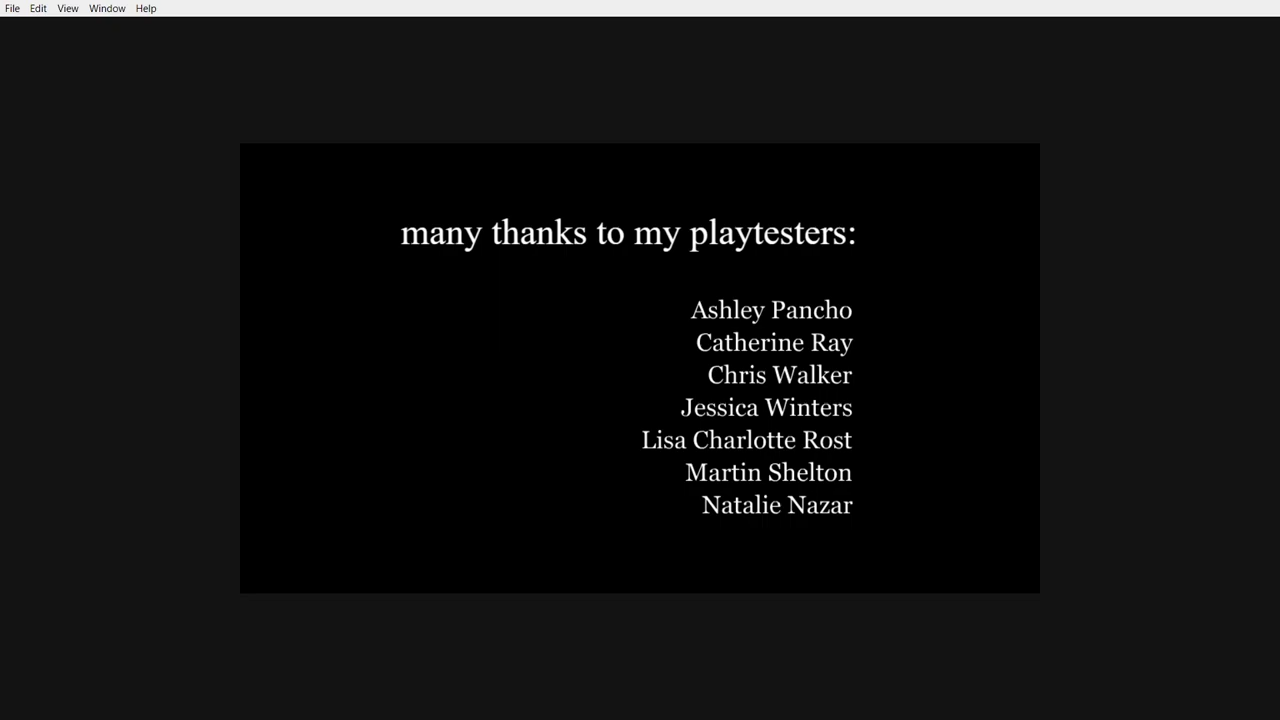 File Edit View Window Help
many thanks to my playtesters:
Ashley Pancho
Catherine Ray
Chris Walker
Jessica Winters
Lisa Charlotte Rost
Martin Shelton
Natalie Nazar